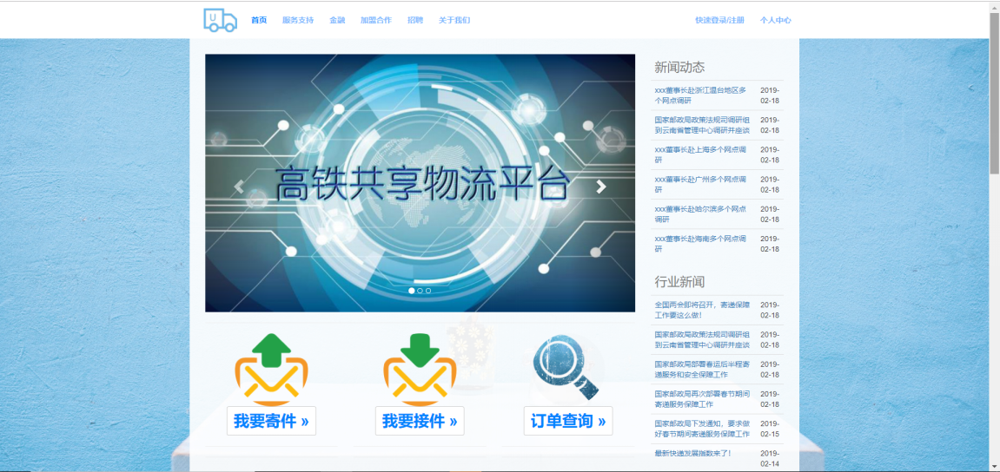 U
首页 服务支持 金融 加盟合作 招聘 关于我们 快速登录/注册 个人中心
高铁共享物流平台
我要寄件 »
我要接件 »
订单查询 »
新闻动态
xxx董事长赴浙江温台地区多 2019-
个网点调研 02-18
国家邮政局政策法规司调研组 2019-
到云南省管理中心调研并座谈 02-18
xxx董事长赴上海多个网点调 2019-
研 02-18
xxx董事长赴广州多个网点调 2019-
研 02-18
xxx董事长赴哈尔滨多个网点 2019-
调研 02-18
xxx董事长赴海南多个网点调 2019-
研 02-18
行业新闻
全国两会即将召开，寄递保障 2019-
工作要这么做！ 02-18
国家邮政局政策法规司调研组 2019-
到云南省管理中心调研并座谈 02-18
国家邮政局部署春运后半程寄 2019-
递服务和安全保障工作 02-18
国家邮政局再次部署春节期间 2019-
寄递服务保障工作 02-18
国家邮政局下发通知，要求做 2019-
好春节期间寄递服务保障工作 02-15
最新快递发展指数来了！ 2019-
02-14